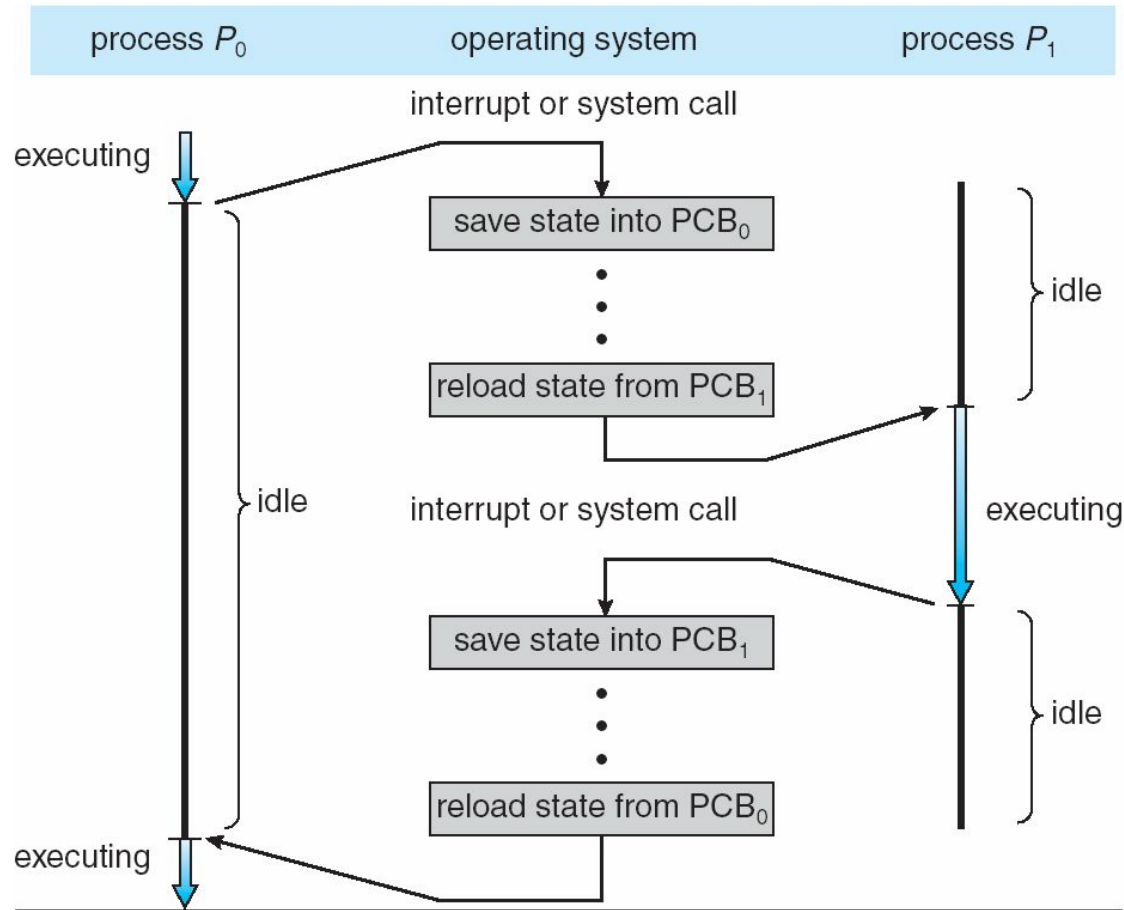 process P₀ operating system process P₁
interrupt or system call
executing
save state into PCB₀
idle
reload state from PCB₁
idle
interrupt or system call
executing
save state into PCB₁
idle
reload state from PCB₀
executing